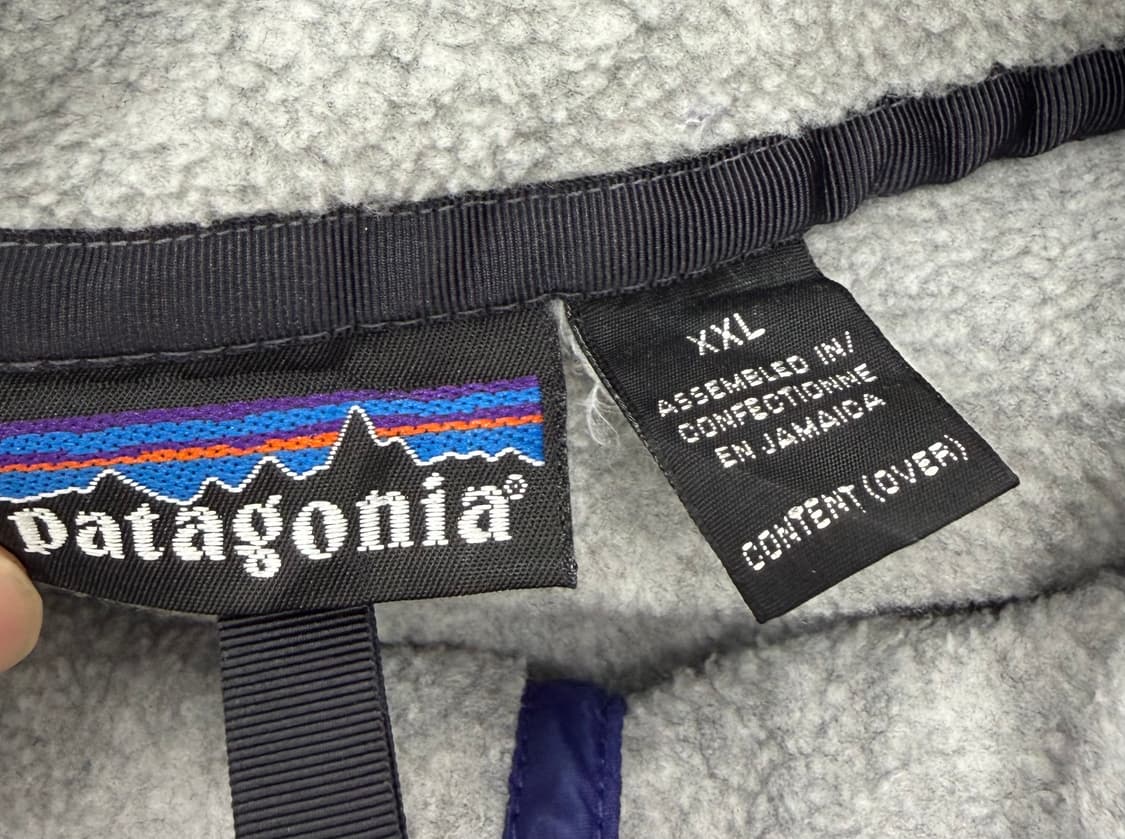 patagonia®
XXL
ASSEMBLED IN/
CONFECTIONNE
EN JAMAICA
CONTENT (OVER)